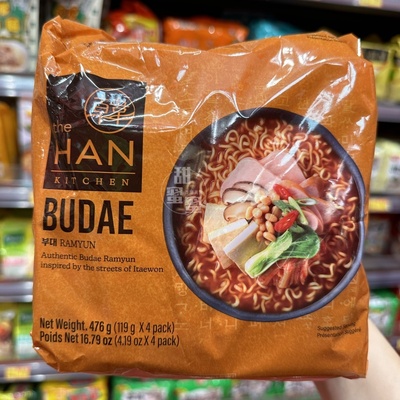 the
HAN
KITCHEN
BUDAE
부대 RAMYUN
Authentic Budae Ramyun
inspired by the streets of Itaewon
Net Weight. 476 g (119 g X 4 pack)
Poids Net 16.79 oz (4.19 oz X 4 pack)